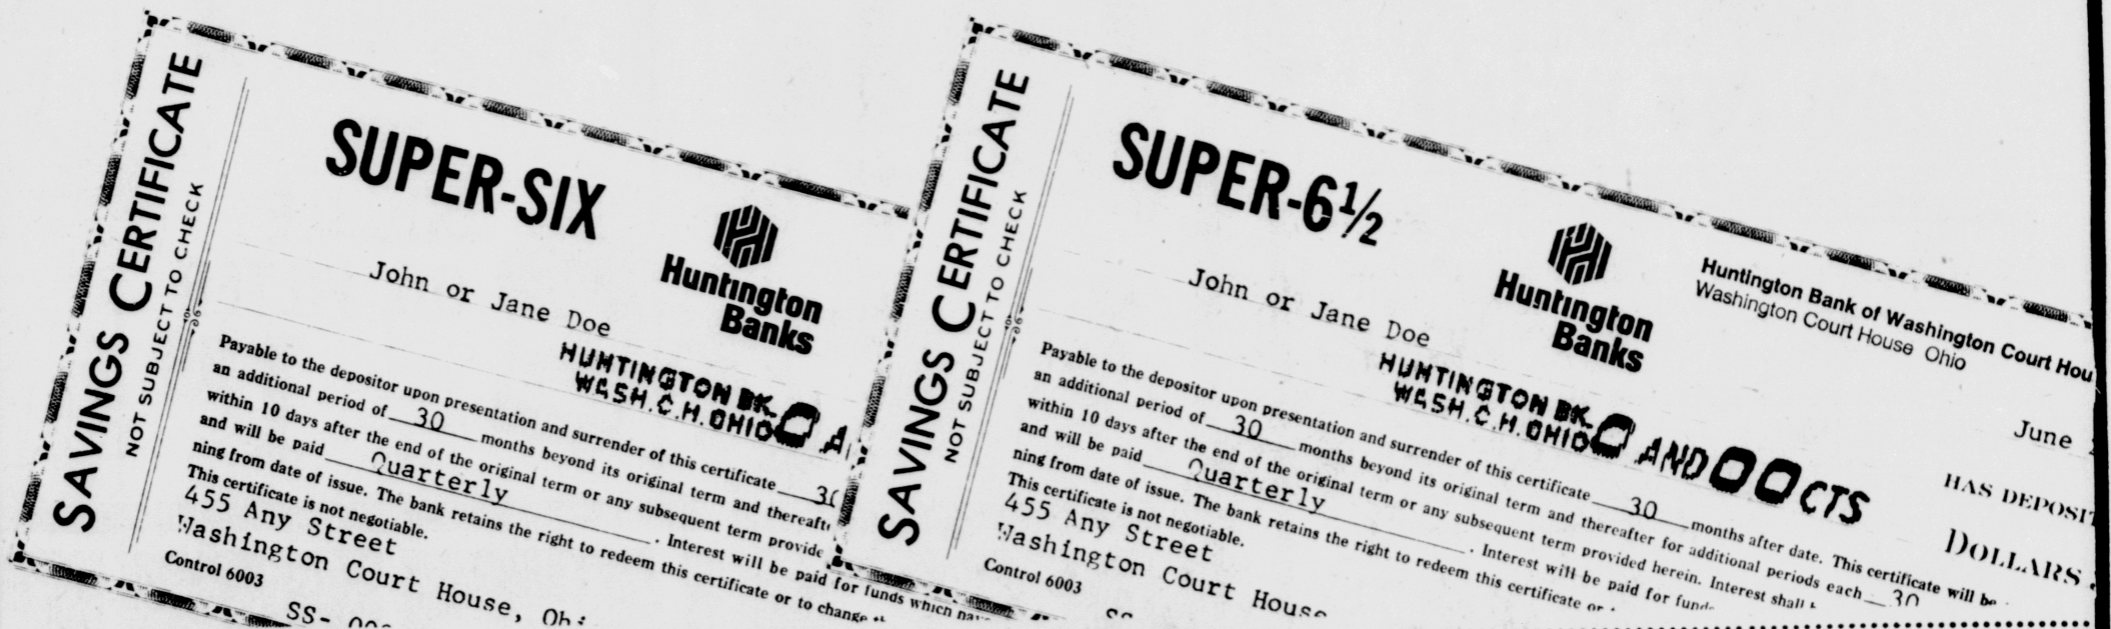 SAVINGS CERTIFICATE
NOT SUBJECT TO CHECK
SUPER-SIX
Huntington
Banks
John or Jane Doe
HUNTINGTON BK.
WASH.C.H.OHIO
Payable to the depositor upon presentation and surrender of this certificate 30
an additional period of 30 months beyond its original term and thereafte
within 10 days after the end of the original term or any subsequent term provide
and will be paid Quarterly . Interest will be paid for funds which
ning from date of issue. The bank retains the right to redeem this certificate or to change
This certificate is not negotiable.
455 Any Street
Washington Court House,
Control 6003
SS-
SAVINGS CERTIFICATE
NOT SUBJECT TO CHECK
SUPER-6½
Huntington
Banks
Huntington Bank of Washington Court Hou
Washington Court House Ohio
John or Jane Doe
June
HUNTINGTON BK.
WASH.C.H.OHIO 0 AND 00 CTS
HAS DEPOSIT
DOLLARS
Payable to the depositor upon presentation and surrender of this certificate 30 months after date. This certificate will be
an additional period of 30 months beyond its original term and thereafter for additional periods each 30
within 10 days after the end of the original term or any subsequent term provided herein. Interest shall
and will be paid Quarterly . Interest will be paid for
ning from date of issue. The bank retains the right to redeem this certificate or
This certificate is not negotiable.
455 Any Street
Washington Court House
Control 6003